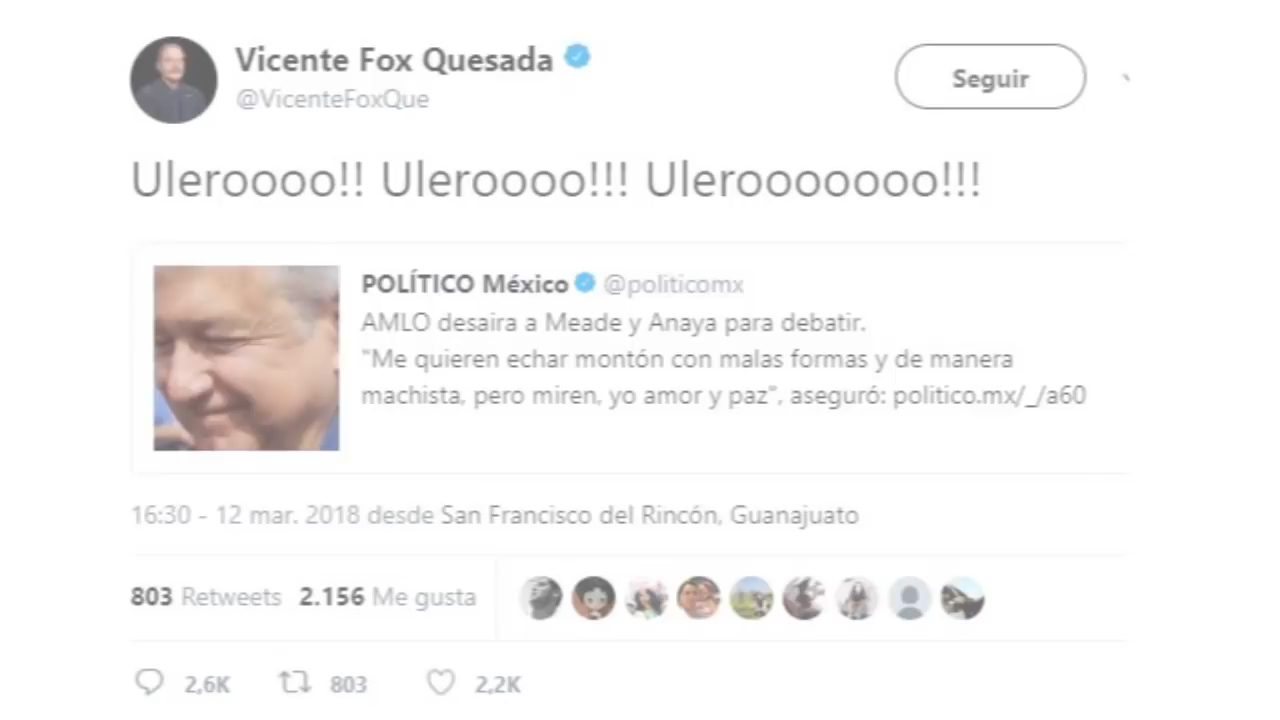 Vicente Fox Quesada
@VicenteFoxQue
Seguir
Uleroooo!! Uleroooo!!! Ulerooooooo!!!
POLÍTICO México @politicomx
AMLO desaira a Meade y Anaya para debatir.
"Me quieren echar montón con malas formas y de manera
machista, pero miren, yo amor y paz", aseguró: politico.mx/_/a60
16:30 - 12 mar. 2018 desde San Francisco del Rincón, Guanajuato
803 Retweets 2.156 Me gusta
2,6K 803 2,2K